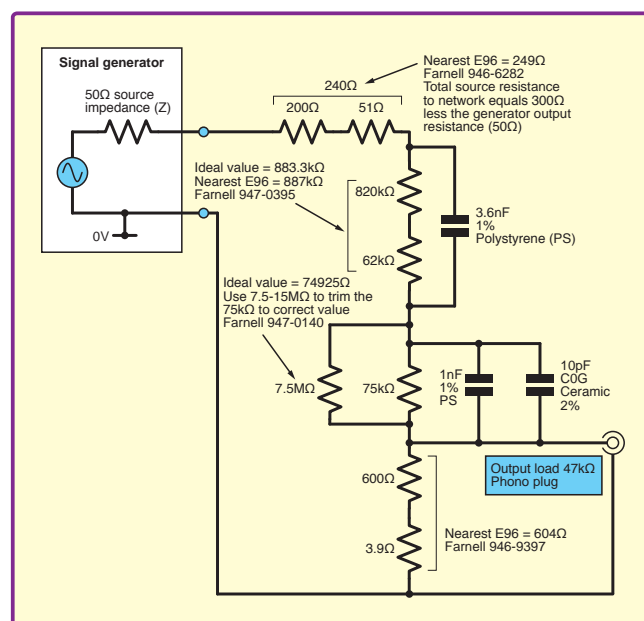 Signal generator
50Ω source
impedance (Z)
0V
240Ω
200Ω
51Ω
Nearest E96 = 249Ω
Farnell 946-6282
Total source resistance
to network equals 300Ω
less the generator output
resistance (50Ω)
Ideal value = 883.3kΩ
Nearest E96 = 887kΩ
Farnell 947-0395
820kΩ
62kΩ
3.6nF
1%
Polystyrene (PS)
Ideal value = 74925Ω
Use 7.5-15MΩ to trim the
75kΩ to correct value
Farnell 947-0140
7.5MΩ
75kΩ
1nF
1%
PS
10pF
C0G
Ceramic
2%
600Ω
3.9Ω
Output load 47kΩ
Phono plug
Nearest E96 = 604Ω
Farnell 946-9397